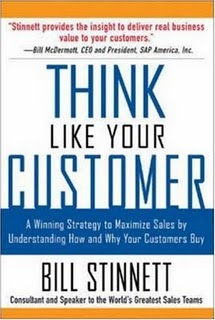 "Stinnett provides the insight to deliver real business
value to your customers."
—Bill McDermott, CEO and President, SAP America, Inc.
THINK
LIKE YOUR
CUSTOMER
A Winning Strategy to Maximize Sales by
Understanding How and Why Your Customers Buy
BILL STINNETT
Consultant and Speaker to the World's Greatest Sales Teams